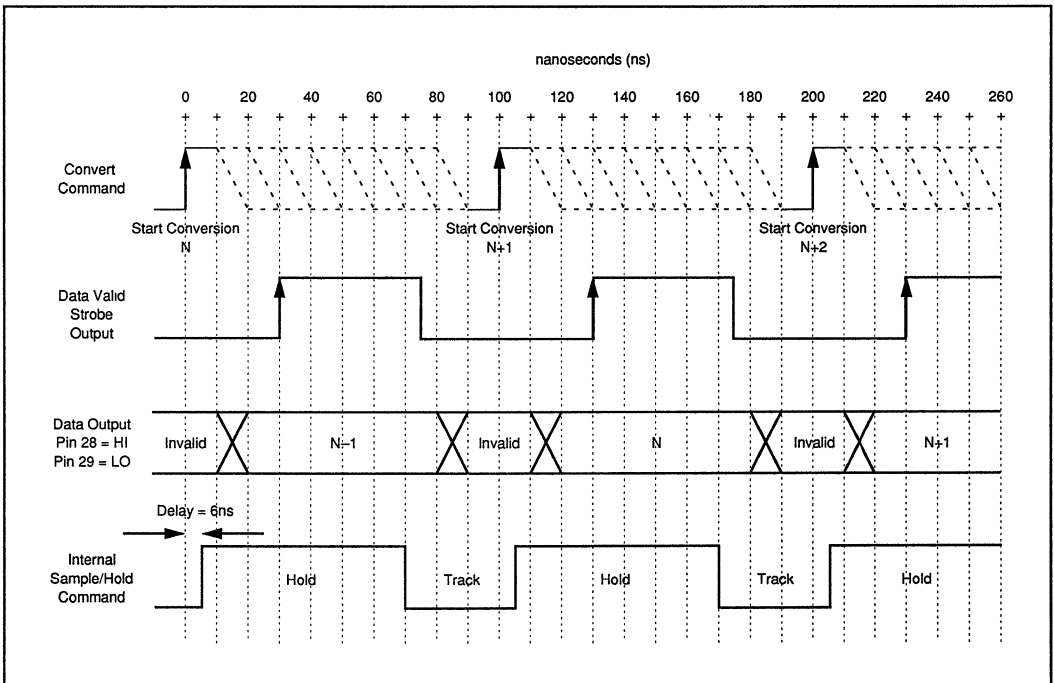 nanoseconds (ns)
0 20 40 60 80 100 120 140 160 180 200 220 240 260
Convert
Command
Start Conversion
N
Start Conversion
N+1
Start Conversion
N+2
Data Valid
Strobe
Output
Data Output
Pin 28 = HI
Pin 29 = LO
Invalid N–1 Invalid N Invalid N+1
Delay = 6ns
Internal
Sample/Hold
Command
Hold Track Hold Track Hold